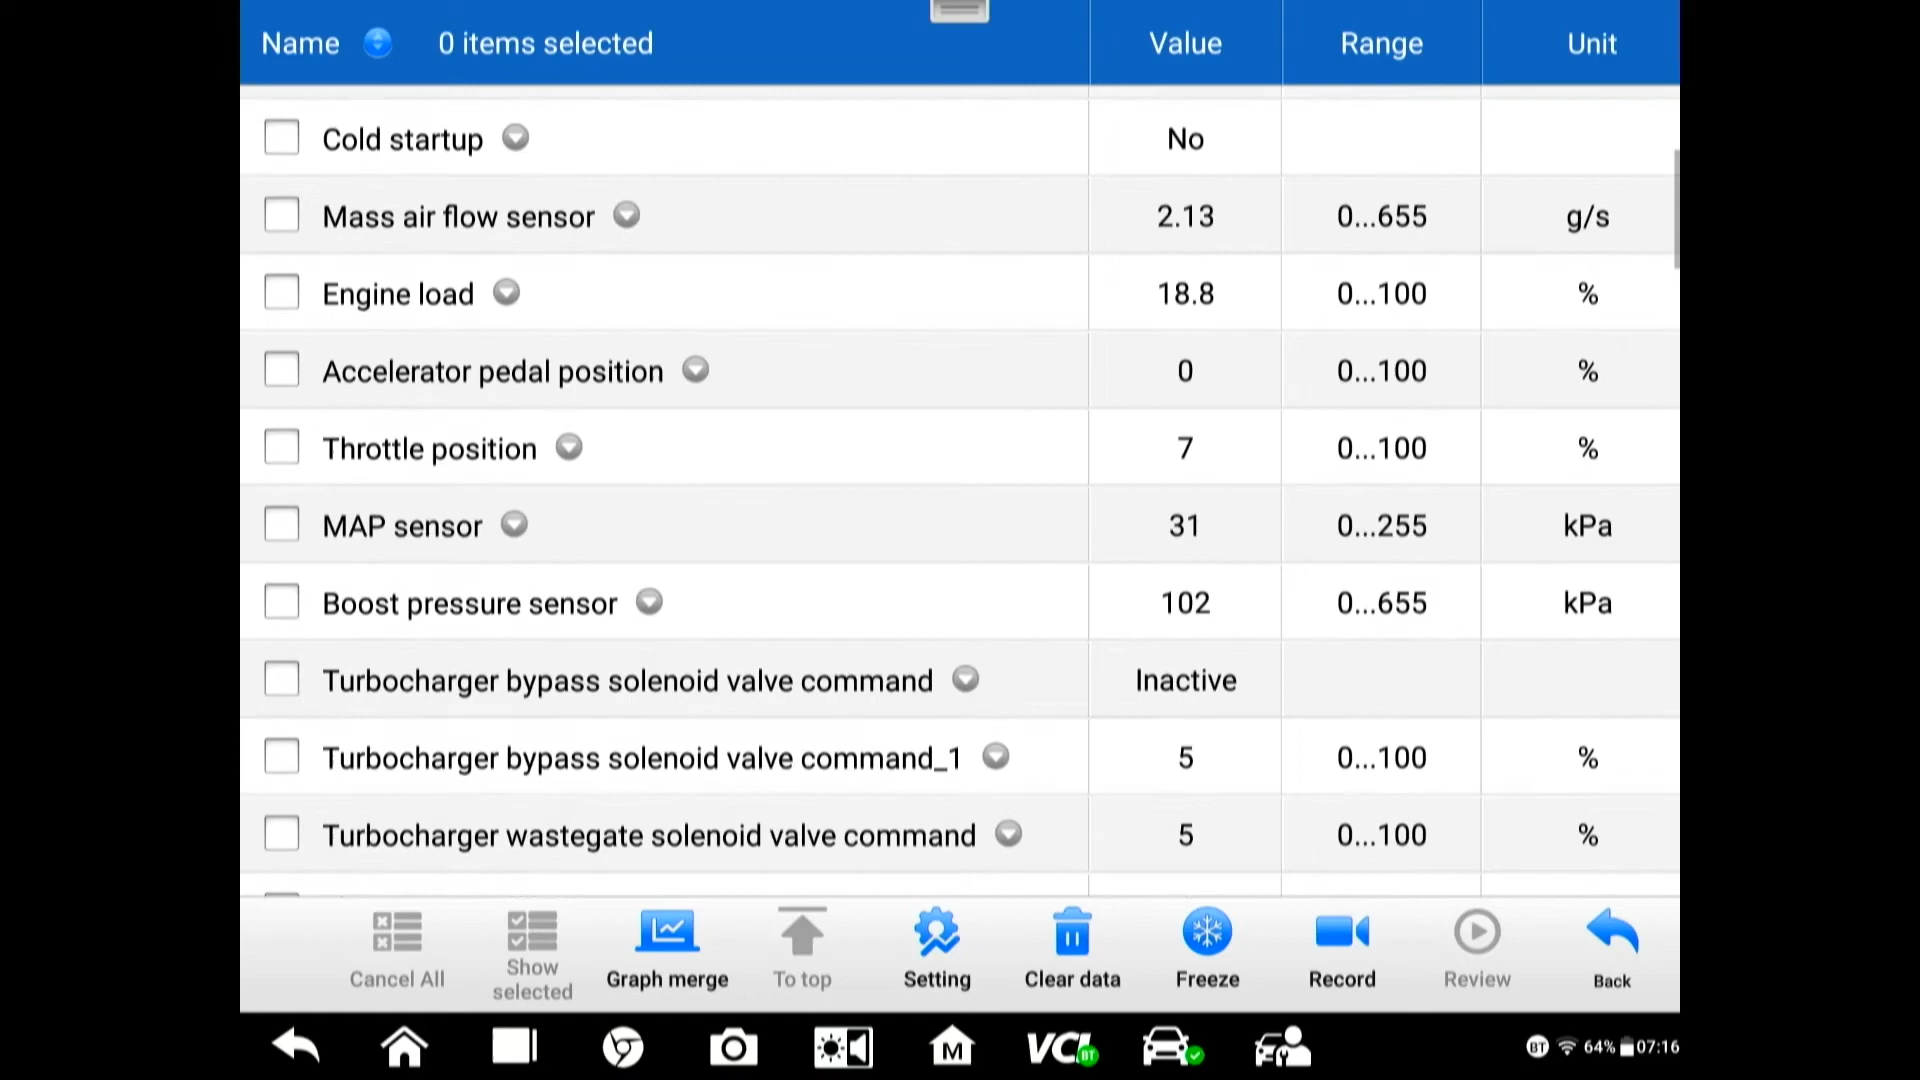 Name 0 items selected Value Range Unit
Cold startup No
Mass air flow sensor 2.13 0...655 g/s
Engine load 18.8 0...100 %
Accelerator pedal position 0 0...100 %
Throttle position 7 0...100 %
MAP sensor 31 0...255 kPa
Boost pressure sensor 102 0...655 kPa
Turbocharger bypass solenoid valve command Inactive
Turbocharger bypass solenoid valve command_1 5 0...100 %
Turbocharger wastegate solenoid valve command 5 0...100 %
Cancel All
Show
selected
Graph merge
To top
Setting
Clear data
Freeze
Record
Review
Back
M
VCI
BT
BT 64% 07:16